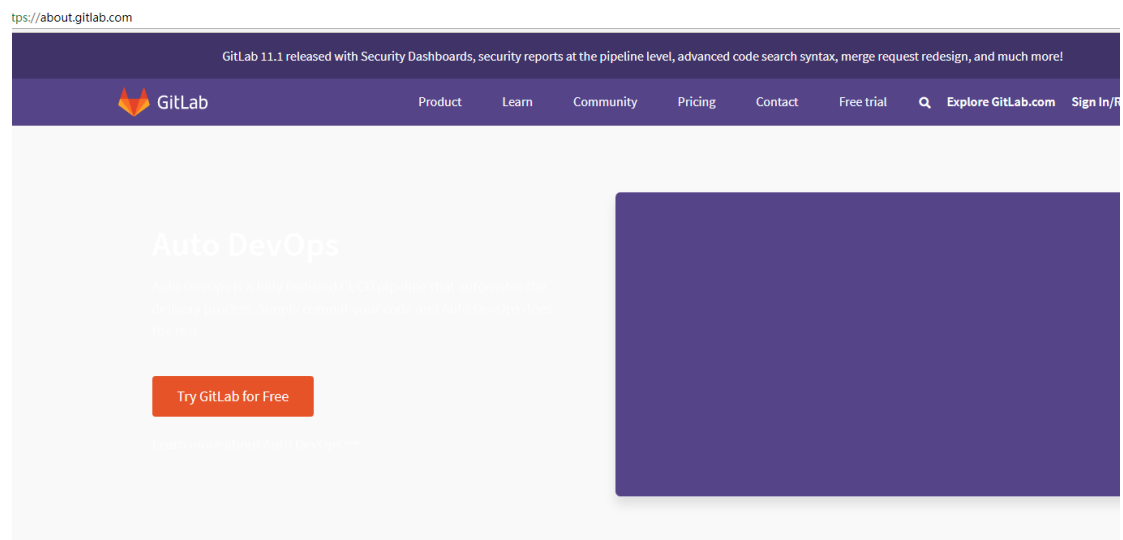 tps://about.gitlab.com
GitLab 11.1 released with Security Dashboards, security reports at the pipeline level, advanced code search syntax, merge request redesign, and much more!
GitLab Product Learn Community Pricing Contact Free trial Explore GitLab.com Sign In/R
Auto DevOps
Try GitLab for Free